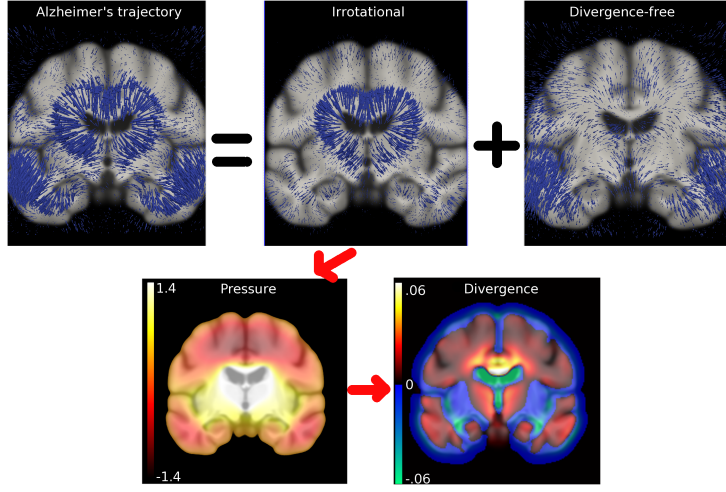 Alzheimer's trajectory
Irrotational
Divergence-free
=
+
1.4
Pressure
-1.4
.06
Divergence
0
-.06